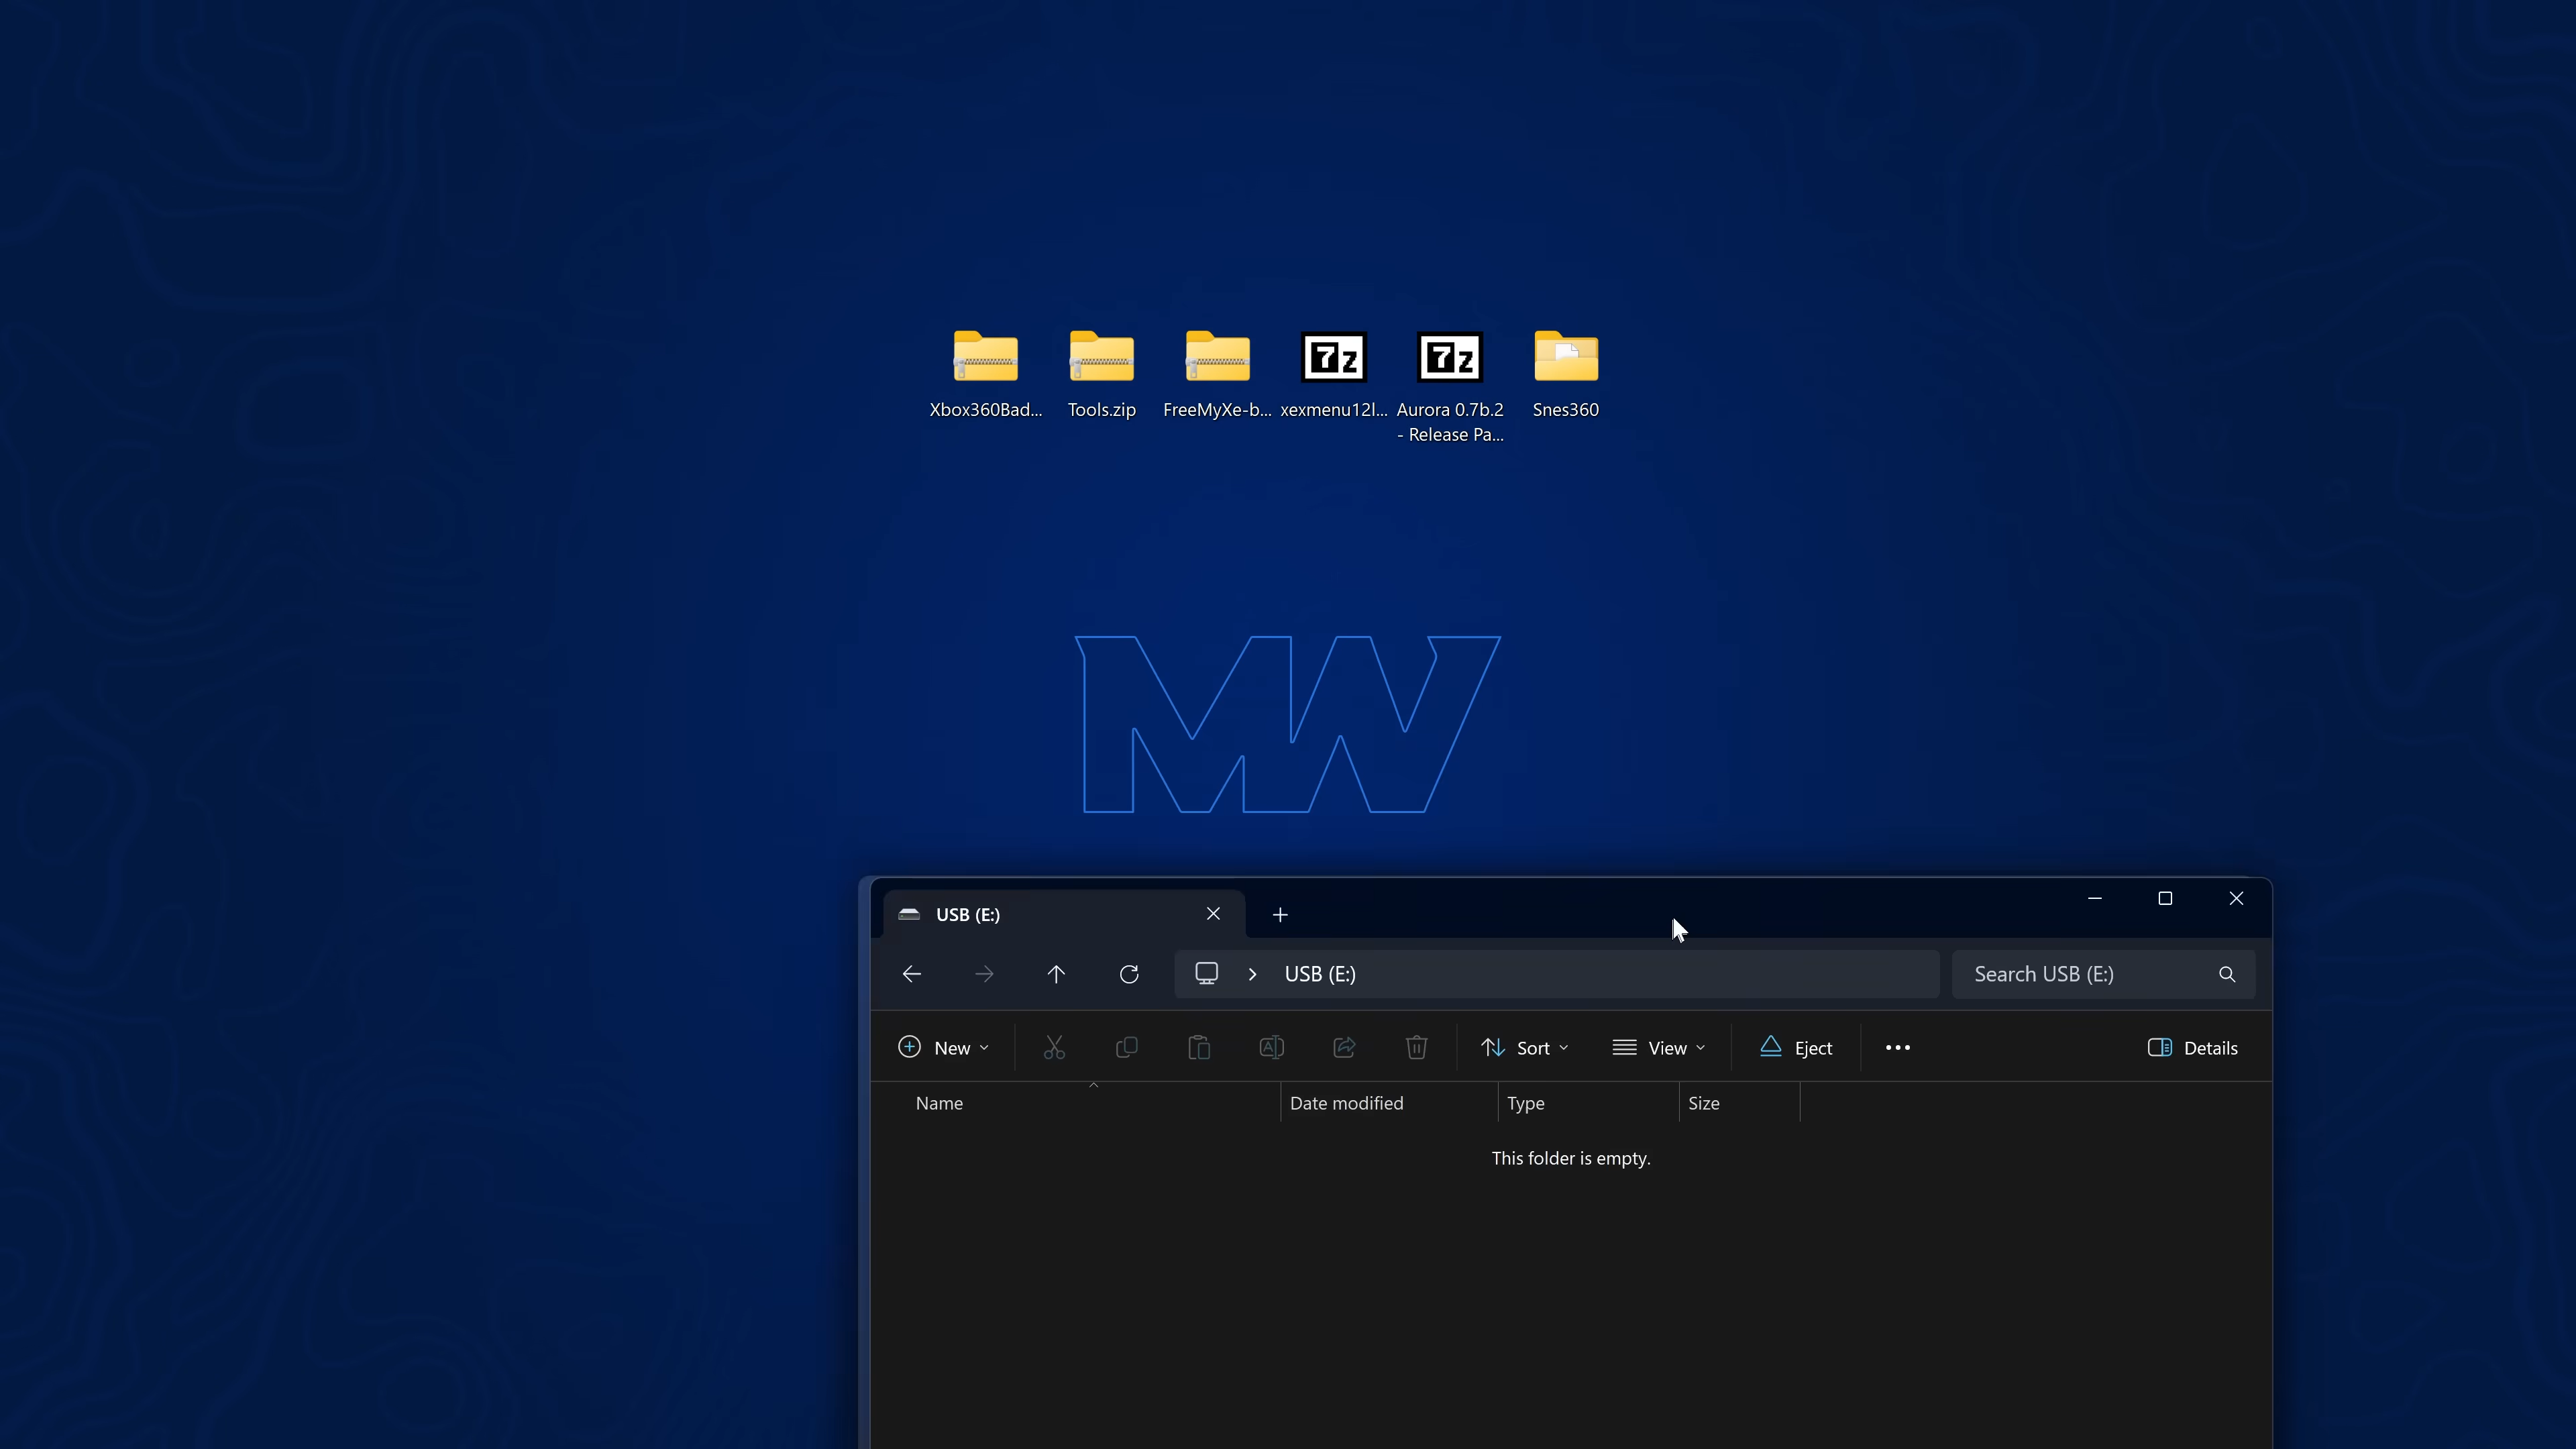 Xbox360Bad...
Tools.zip
FreeMyXe-b...
xexmenu12l...
Aurora 0.7b.2
- Release Pa...
Snes360
MW
USB (E:)
USB (E:)
Search USB (E:)
New
Sort
View
Eject
Details
Name
Date modified
Type
Size
This folder is empty.